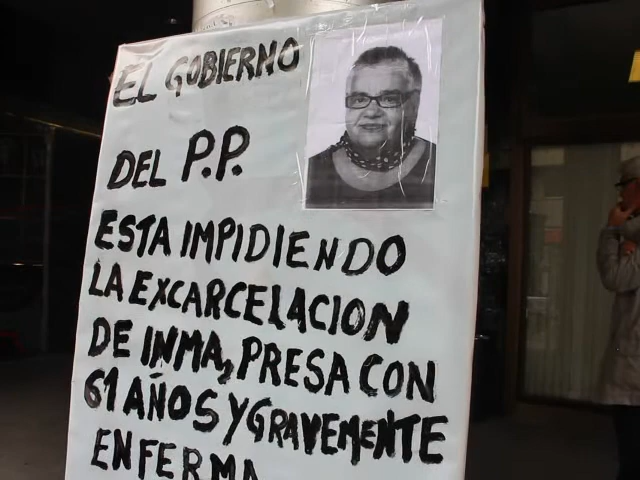 EL GOBIERNO
DEL P.P.
ESTA IMPIDIENDO
LA EXCARCELACION
DE INMA, PRESA CON
61 AÑOS Y GRAVEMENTE
ENFERMA